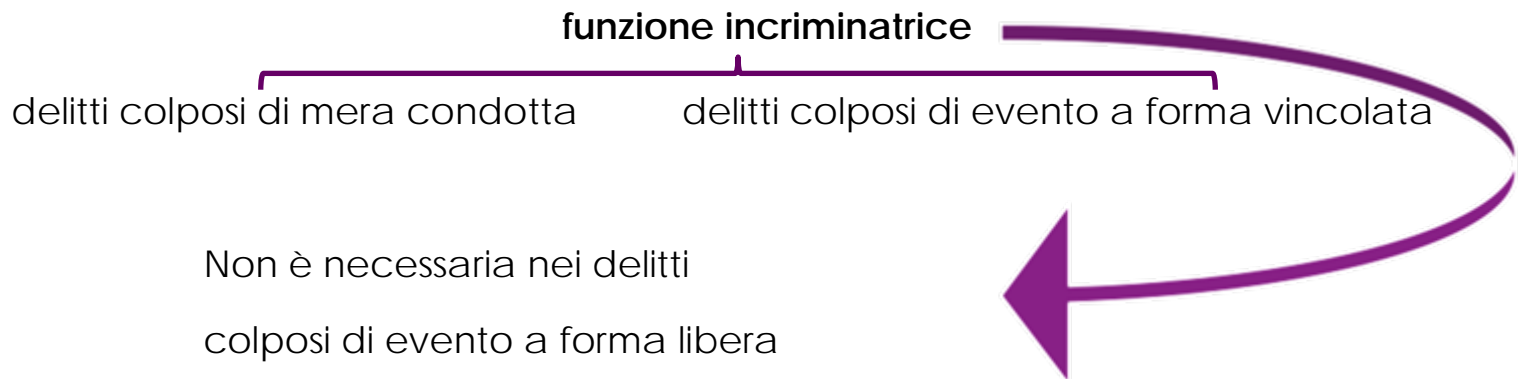 funzione incriminatrice
delitti colposi di mera condotta
delitti colposi di evento a forma vincolata
Non è necessaria nei delitti
colposi di evento a forma libera